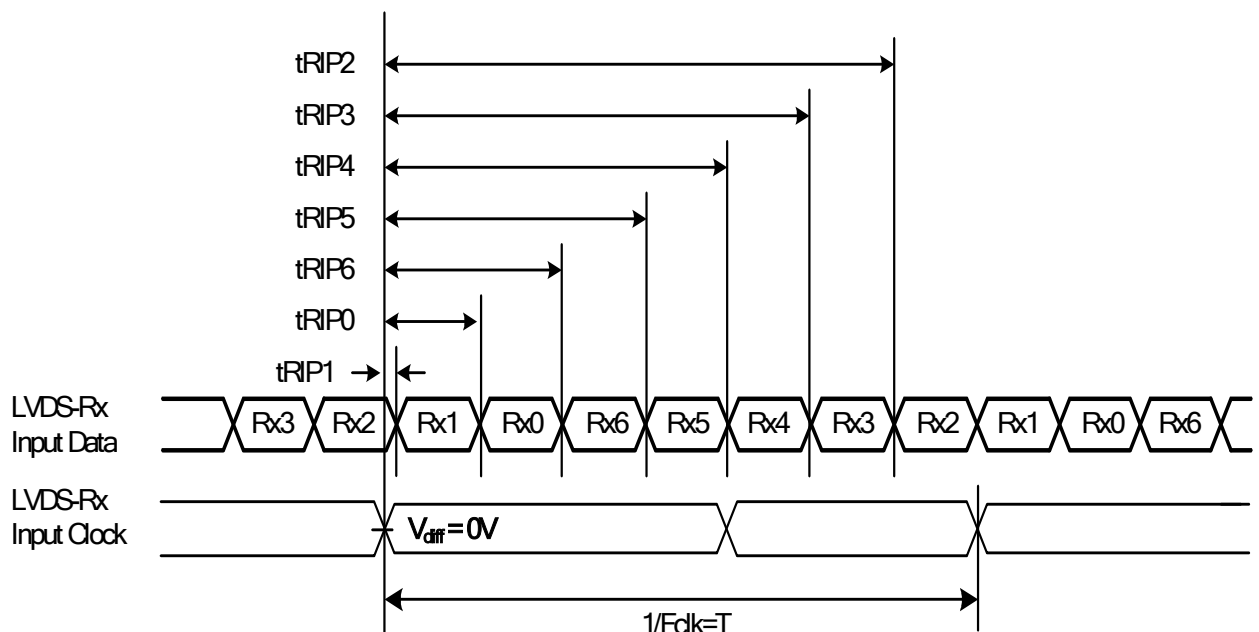 tRIP2
tRIP3
tRIP4
tRIP5
tRIP6
tRIP0
tRIP1
LVDS-Rx
Input Data
Rx3 Rx2 Rx1 Rx0 Rx6 Rx5 Rx4 Rx3 Rx2 Rx1 Rx0 Rx6
LVDS-Rx
Input Clock
Vdiff = 0V
1/Fclk=T